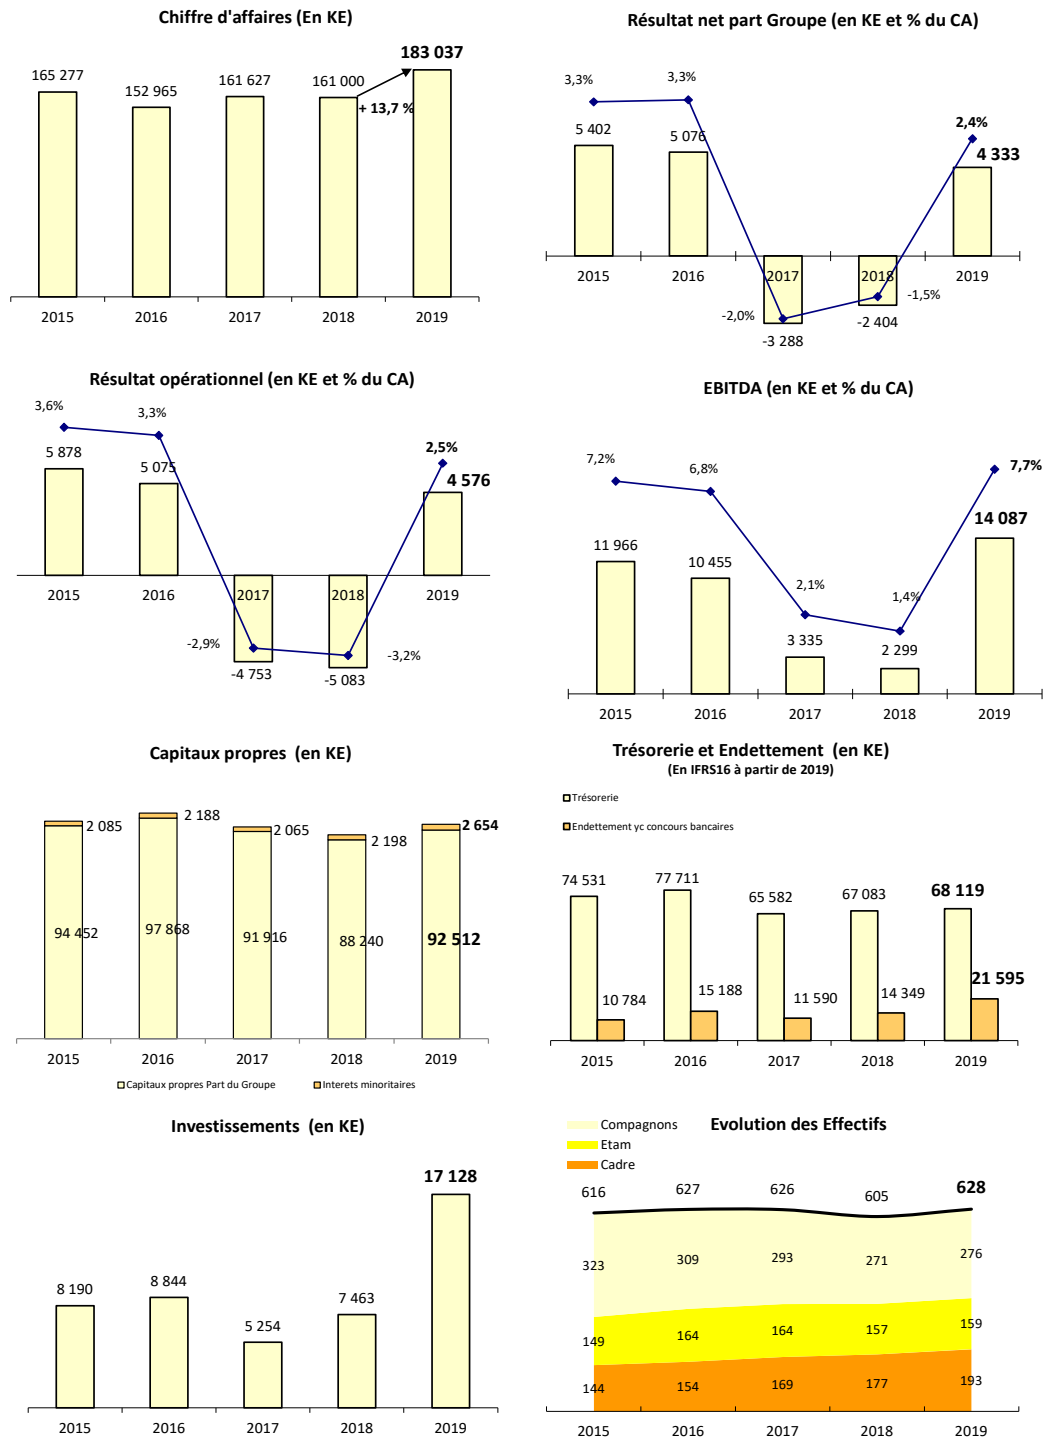 Chiffre d'affaires (En KE)
183 037
165 277
152 965
161 627
161 000
+ 13,7 %
2015 2016 2017 2018 2019
Résultat net part Groupe (en KE et % du CA)
3,3% 3,3%
2,4%
5 402 5 076 4 333
2015 2016 2017 2018 2019
-2,0% -1,5%
-3 288 -2 404
Résultat opérationnel (en KE et % du CA)
3,6% 3,3%
2,5%
5 878 5 075 4 576
2015 2016 2017 2018 2019
-2,9% -3,2%
-4 753 -5 083
EBITDA (en KE et % du CA)
7,2% 6,8% 7,7%
14 087
11 966 10 455
2,1% 1,4%
3 335 2 299
2015 2016 2017 2018 2019
Capitaux propres (en KE)
2 085 2 188 2 065 2 198 2 654
94 452 97 868 91 916 88 240 92 512
2015 2016 2017 2018 2019
Capitaux propres Part du Groupe Interets minoritaires
Trésorerie et Endettement (en KE)
(En IFRS16 à partir de 2019)
Trésorerie
Endettement yc concours bancaires
74 531 77 711 65 582 67 083 68 119
10 784 15 188 11 590 14 349 21 595
2015 2016 2017 2018 2019
Investissements (en KE)
17 128
8 190 8 844 5 254 7 463
2015 2016 2017 2018 2019
Compagnons
Etam
Cadre
Evolution des Effectifs
616 627 626 605 628
323 309 293 271 276
149 164 164 157 159
144 154 169 177 193
2015 2016 2017 2018 2019